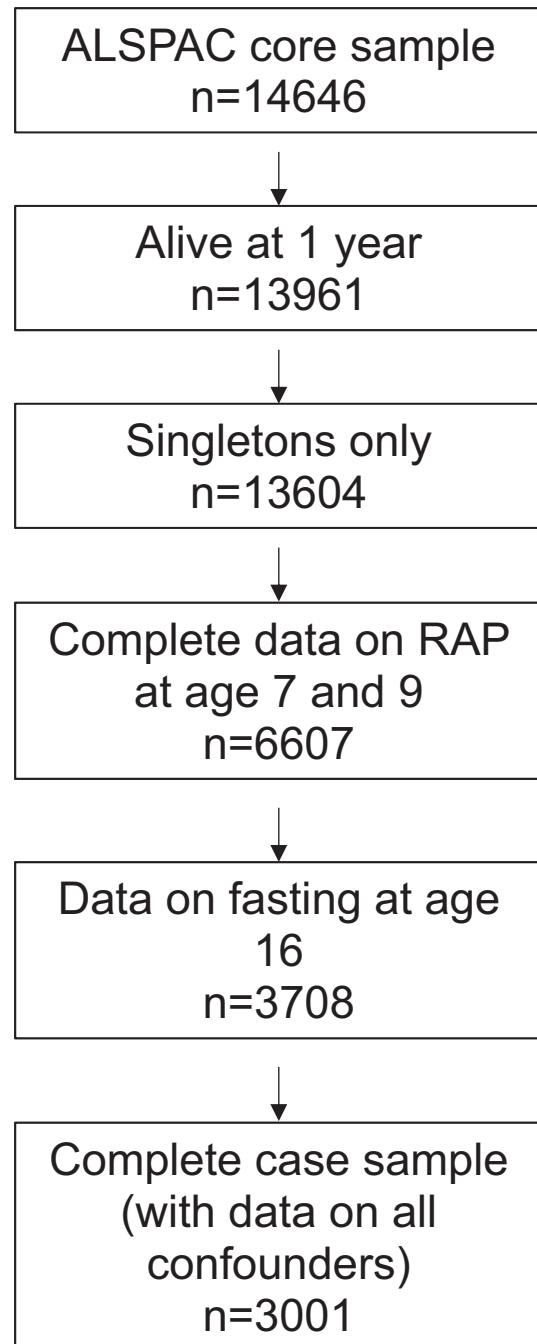 ALSPAC core sample
n=14646
Alive at 1 year
n=13961
Singletons only
n=13604
Complete data on RAP
at age 7 and 9
n=6607
Data on fasting at age
16
n=3708
Complete case sample
(with data on all
confounders)
n=3001